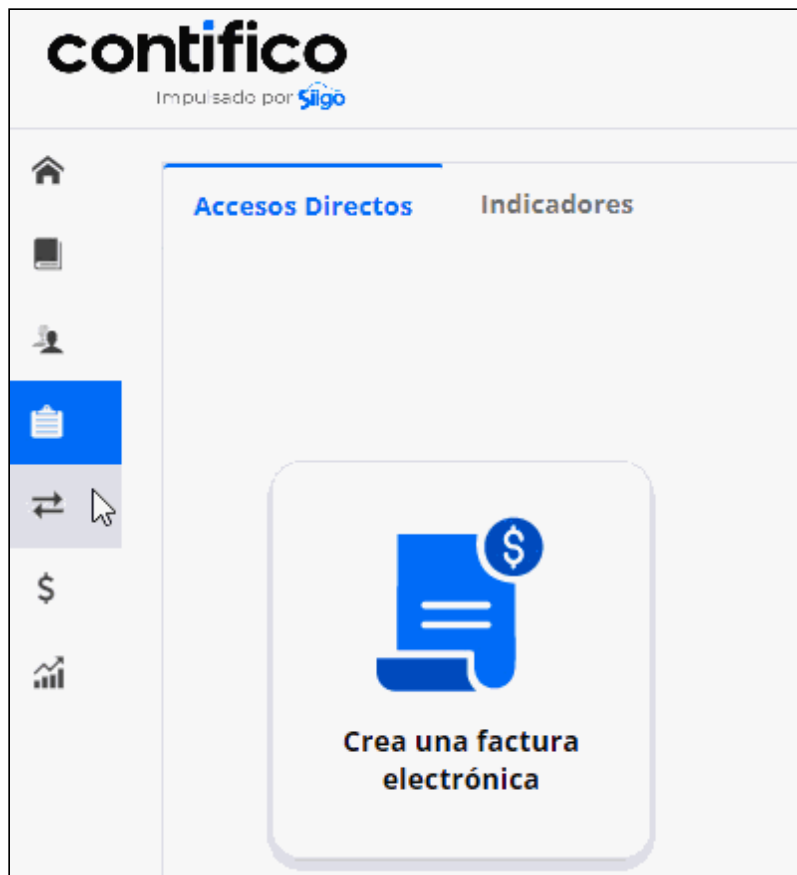 contifico
Impulsado por Siigo
Accesos Directos
Indicadores
$
$
Crea una factura
electrónica